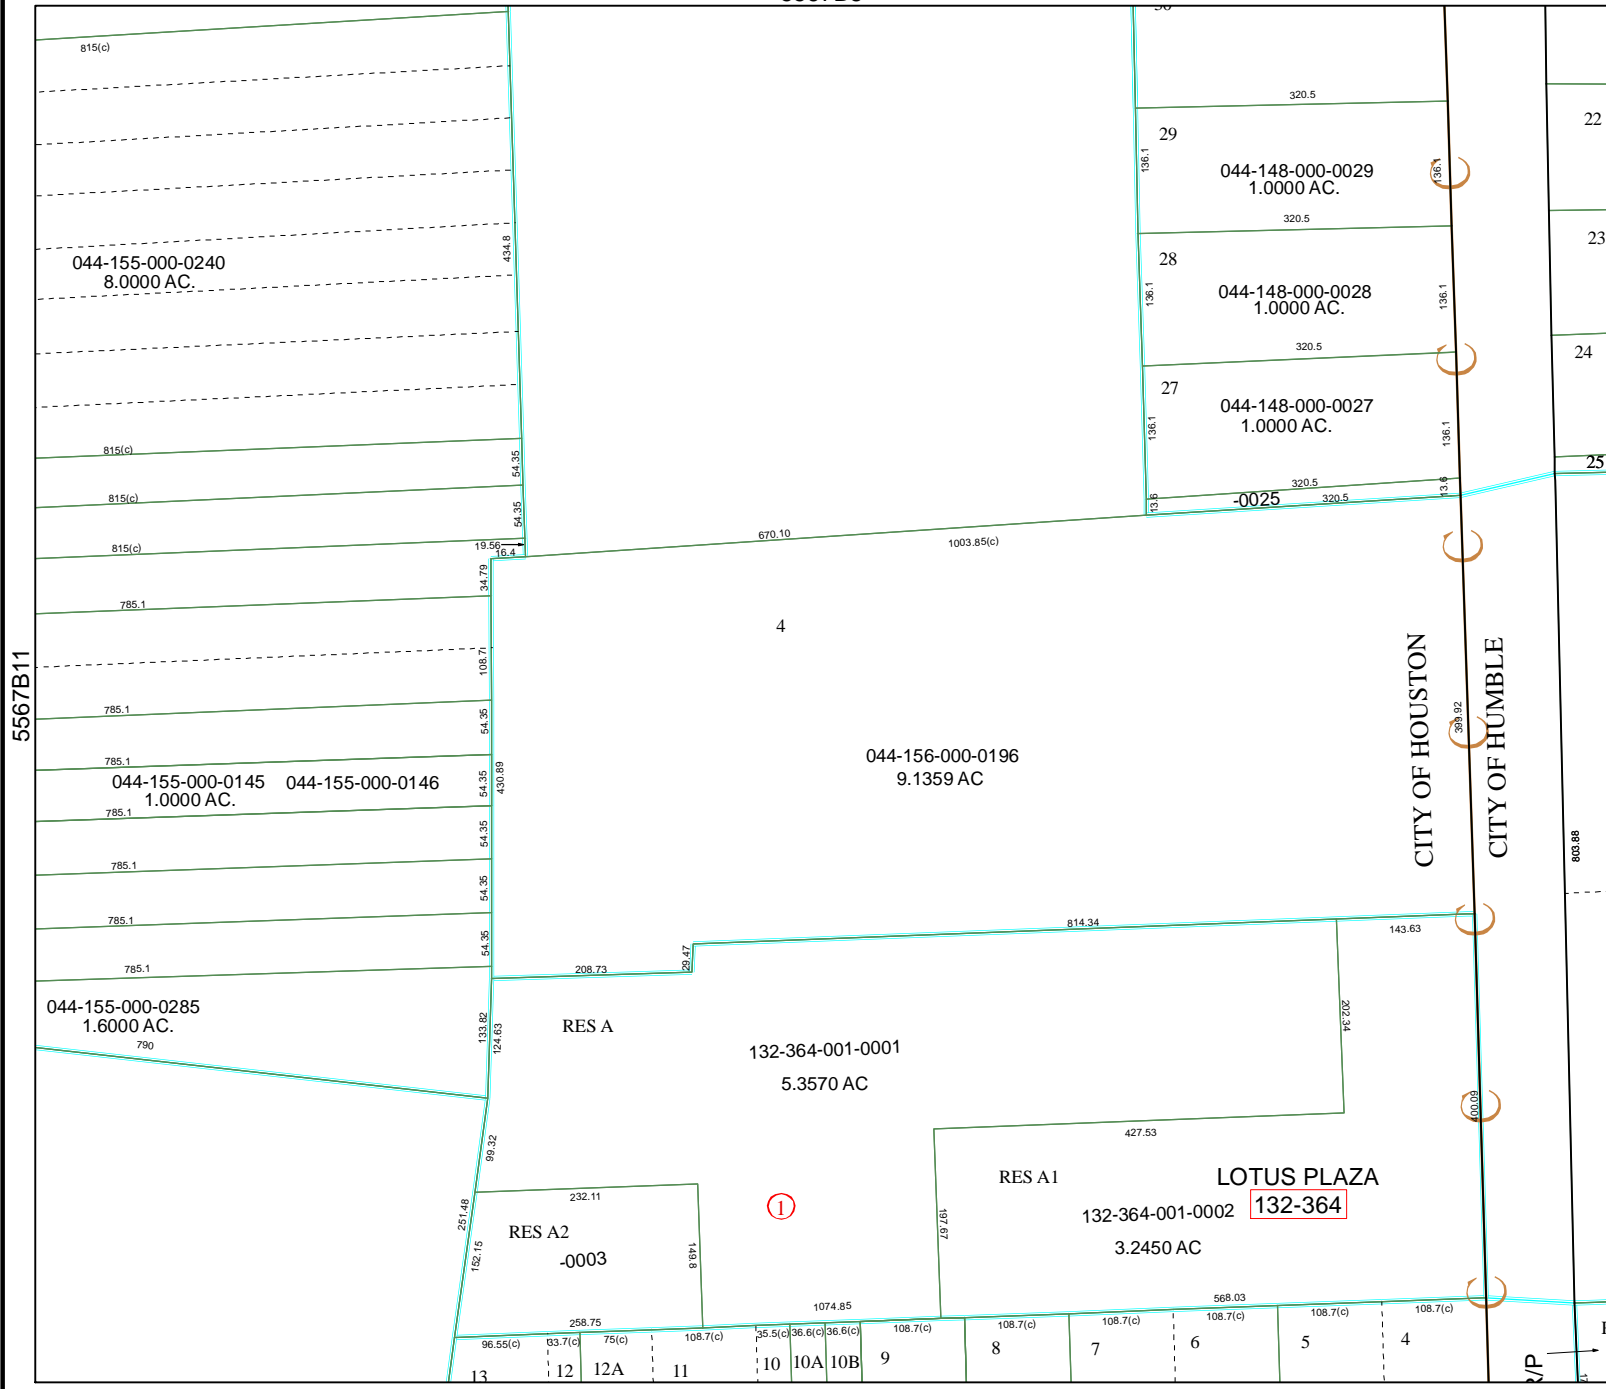 815(c)
320.5
29
22
136.1
136.1
044-148-000-0029
1.0000 AC.
320.5
434.8
23
28
044-155-000-0240
8.0000 AC.
136.1
136.1
044-148-000-0028
1.0000 AC.
320.5
24
27
044-148-000-0027
1.0000 AC.
136.1
136.1
815(c)
54.35
25
320.5
13.6
815(c)
54.35
13.6
-0025
320.5
670.10
1003.85(c)
815(c)
19.56
16.4
34.79
785.1
4
5567B11
108.7
CITY OF HOUSTON
CITY OF HUMBLE
785.1
54.35
399.92
785.1
044-155-000-0145
1.0000 AC.
044-155-000-0146
54.35
430.89
044-156-000-0196
9.1359 AC
785.1
54.35
803.88
785.1
54.35
785.1
54.35
814.34
143.63
29.47
785.1
208.73
044-155-000-0285
1.6000 AC.
790
133.82
124.63
RES A
202.34
132-364-001-0001
5.3570 AC
400.09
99.32
427.53
RES A1
LOTUS PLAZA
132-364
232.11
1
251.48
152.15
RES A2
-0003
149.8
197.67
132-364-001-0002
3.2450 AC
1074.85
568.03
258.75
96.55(c)
33.7(c)
75(c)
108.7(c)
35.5(c)
36.6(c)
36.6(c)
108.7(c)
108.7(c)
108.7(c)
108.7(c)
108.7(c)
108.7(c)
13
12
12A
11
10
10A
10B
9
8
7
6
5
4